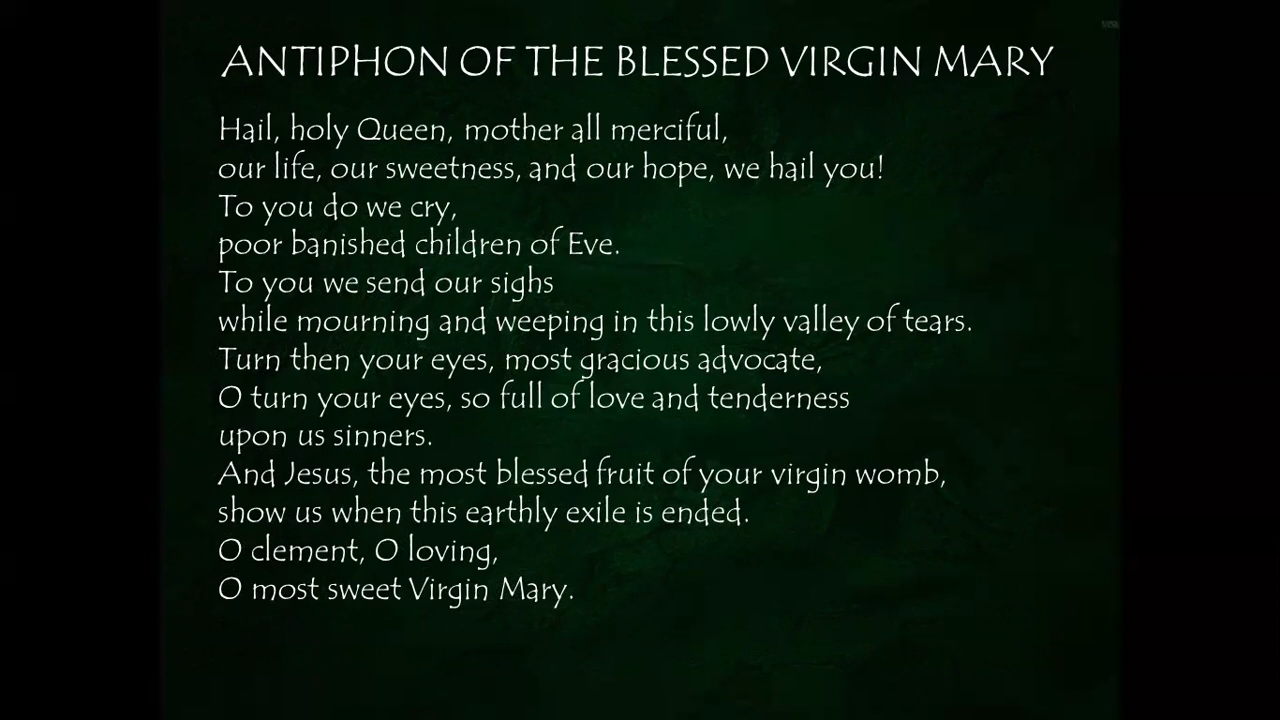 ANTIPHON OF THE BLESSED VIRGIN MARY
Hail, holy Queen, mother all merciful,
our life, our sweetness, and our hope, we hail you!
To you do we cry,
poor banished children of Eve.
To you we send our sighs
while mourning and weeping in this lowly valley of tears.
Turn then your eyes, most gracious advocate,
O turn your eyes, so full of love and tenderness
upon us sinners.
And Jesus, the most blessed fruit of your virgin womb,
show us when this earthly exile is ended.
O clement, O loving,
O most sweet Virgin Mary.